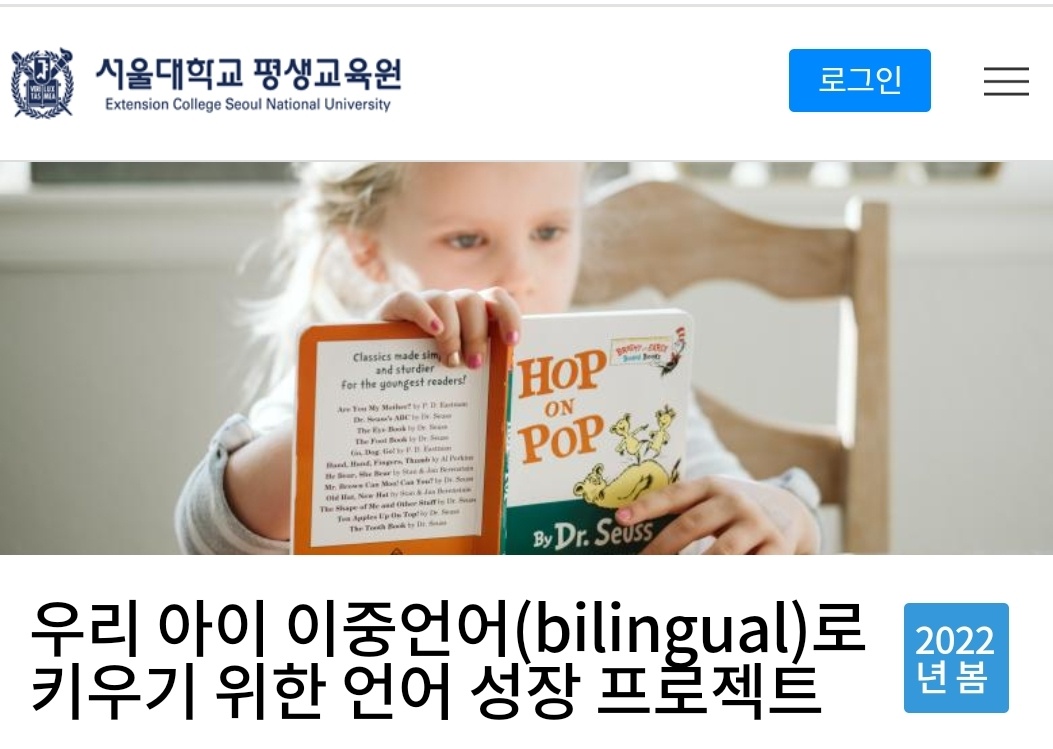 서울대학교 평생교육원
Extension College Seoul National University
로그인
Classics made sim
and sturdier
for the youngest readers!
Are You My Mother? by P. D. Eastman
Dr. Seuss's ABC by Dr. Seuss
The Eye Book by Dr. Seuss
The Foot Book by Dr. Seuss
Go, Dog. Go! by P. D. Eastman
Hand, Hand, Fingers, Thumb by Al Perkins
He Bear, She Bear by Stan & Jan Berenstain
Mr. Brown Can Moo! Can You? by Dr. Seuss
Old Hat, New Hat by Stan & Jan Berenstain
The Shape of Me and Other Stuff by Dr. Seuss
Ten Apples Up On Top! by Dr. Seuss
The Tooth Book by Dr. Seuss
BRIGHT and EARLY
Board Books
HOP
ON
POP
By Dr. Seuss
우리 아이 이중언어(bilingual)로
키우기 위한 언어 성장 프로젝트
2022
년 봄